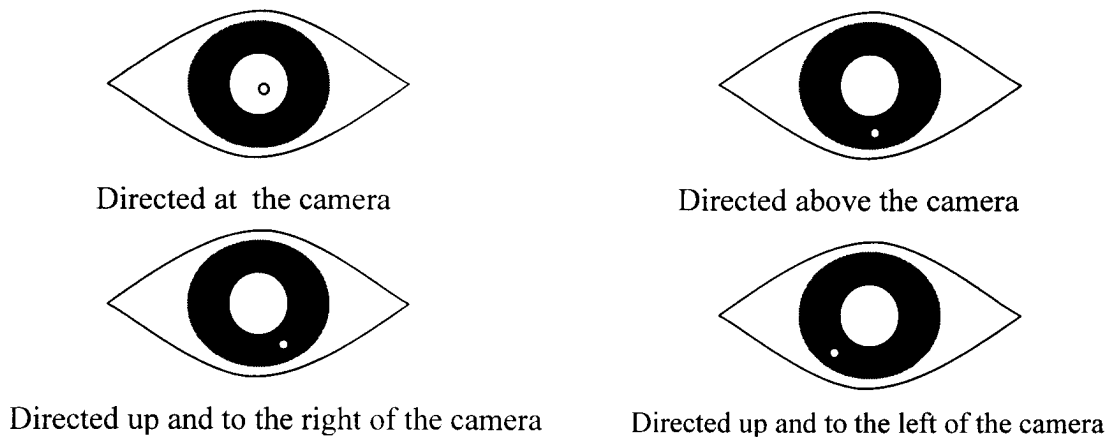 Directed at the camera
Directed above the camera
Directed up and to the right of the camera
Directed up and to the left of the camera